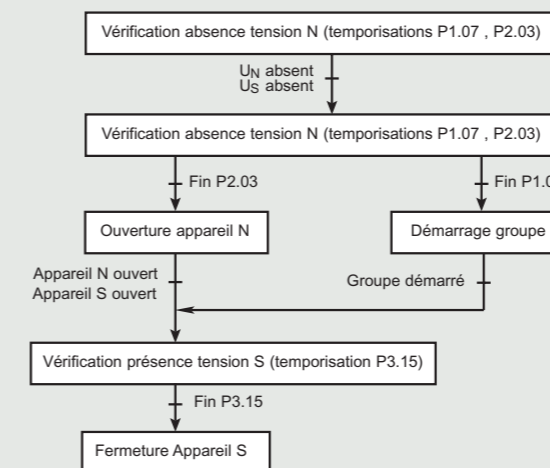 Vérification absence tension N (temporisations P1.07 , P2.03)
UN absent
US absent
Vérification absence tension N (temporisations P1.07 , P2.03)
Fin P2.03
Fin
Ouverture appareil N
Démarrage groupe
Appareil N ouvert
Appareil S ouvert
Groupe démarré
Vérification présence tension S (temporisation P3.15)
Fin P3.15
Fermeture Appareil S